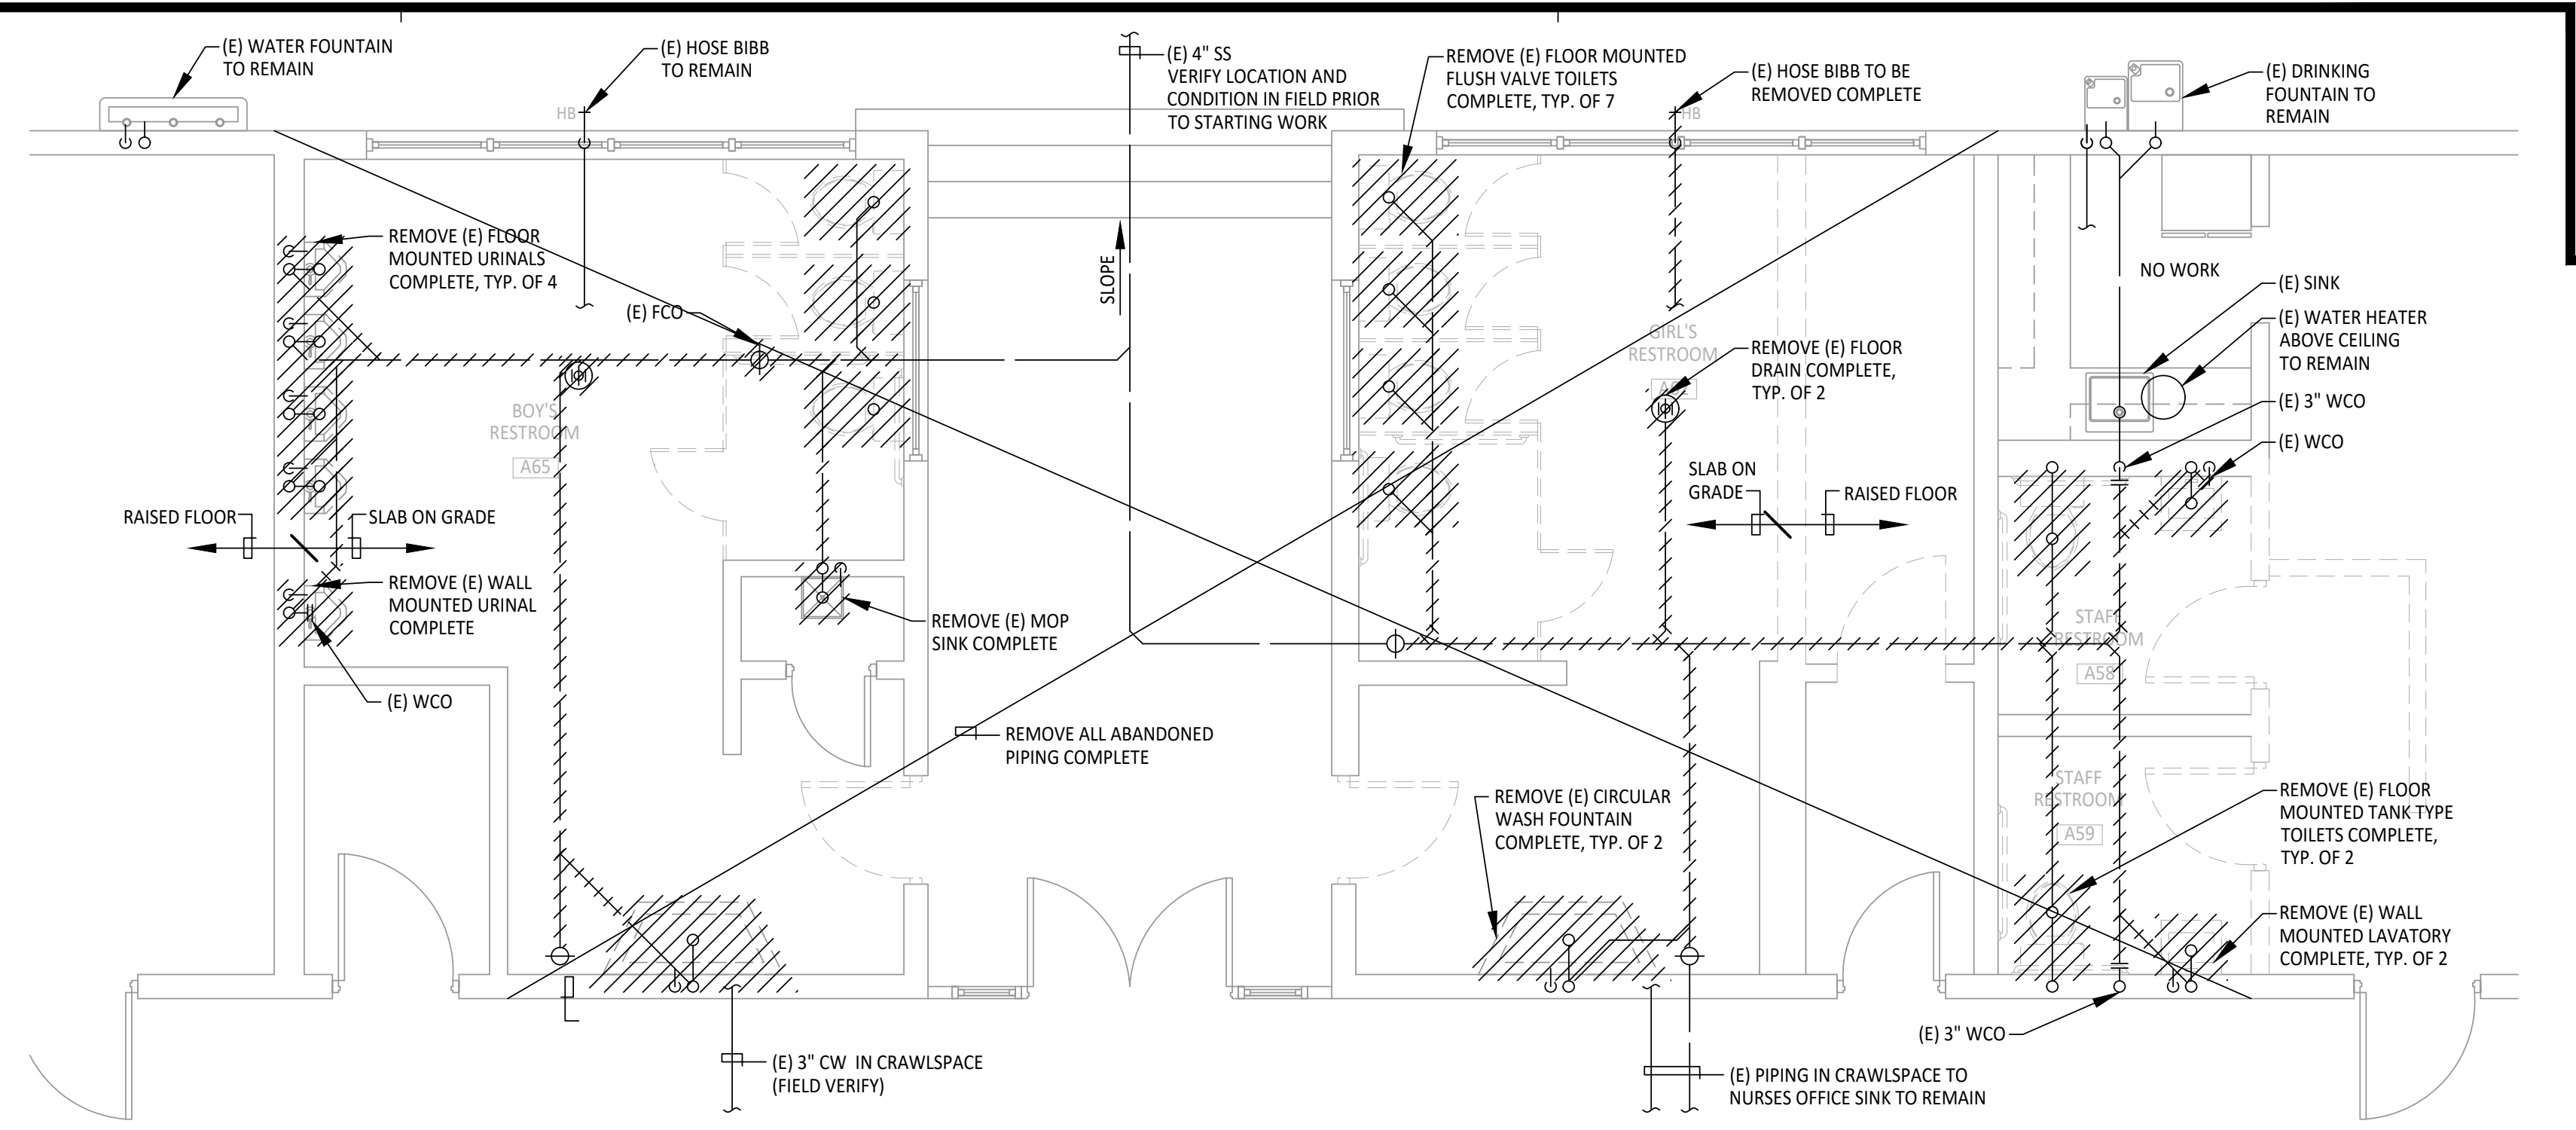 (E) WATER FOUNTAIN
TO REMAIN
(E) HOSE BIBB
TO REMAIN
HB
(E) 4" SS
VERIFY LOCATION AND
CONDITION IN FIELD PRIOR
TO STARTING WORK
REMOVE (E) FLOOR MOUNTED
FLUSH VALVE TOILETS
COMPLETE, TYP. OF 7
(E) HOSE BIBB TO BE
REMOVED COMPLETE
HB
(E) DRINKING
FOUNTAIN TO
REMAIN
REMOVE (E) FLOOR
MOUNTED URINALS
COMPLETE, TYP. OF 4
(E) FCO
SLOPE
NO WORK
(E) SINK
(E) WATER HEATER
ABOVE CEILING
TO REMAIN
(E) 3" WCO
(E) WCO
GIRL'S
RESTROOM
REMOVE (E) FLOOR
DRAIN COMPLETE,
TYP. OF 2
BOY'S
RESTROOM
A65
SLAB ON
GRADE
RAISED FLOOR
RAISED FLOOR
SLAB ON GRADE
REMOVE (E) WALL
MOUNTED URINAL
COMPLETE
(E) WCO
REMOVE (E) MOP
SINK COMPLETE
STAFF
RESTROOM
A58
REMOVE ALL ABANDONED
PIPING COMPLETE
STAFF
RESTROOM
A59
REMOVE (E) CIRCULAR
WASH FOUNTAIN
COMPLETE, TYP. OF 2
REMOVE (E) FLOOR
MOUNTED TANK TYPE
TOILETS COMPLETE,
TYP. OF 2
REMOVE (E) WALL
MOUNTED LAVATORY
COMPLETE, TYP. OF 2
(E) 3" WCO
(E) 3" CW IN CRAWLSPACE
(FIELD VERIFY)
(E) PIPING IN CRAWLSPACE TO
NURSES OFFICE SINK TO REMAIN